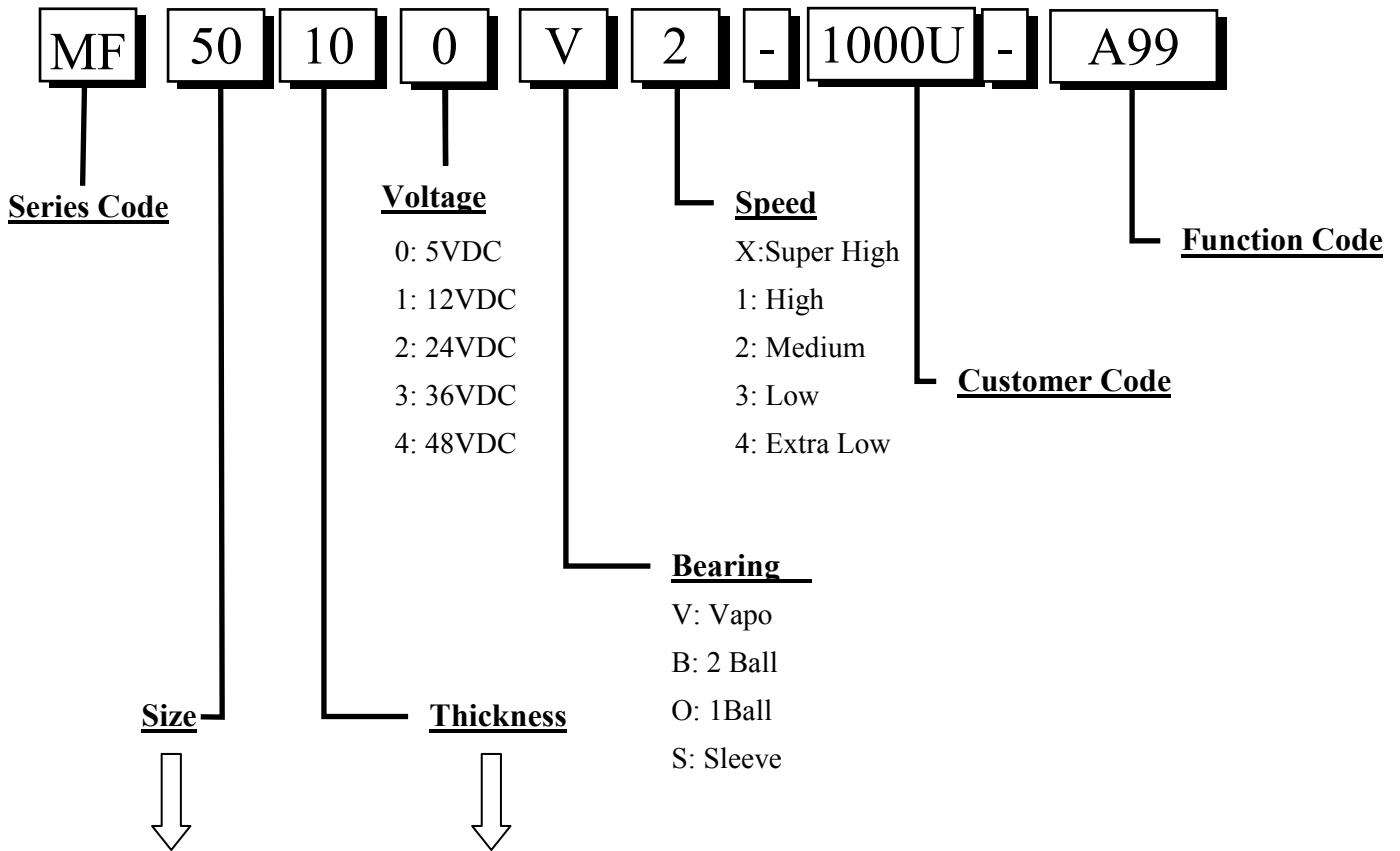 MF 50 10 0 V 2 - 1000U - A99
Series Code
Voltage
0: 5VDC
1: 12VDC
2: 24VDC
3: 36VDC
4: 48VDC
Speed
X:Super High
1: High
2: Medium
3: Low
4: Extra Low
Function Code
Customer Code
Bearing
V: Vapo
B: 2 Ball
O: 1Ball
S: Sleeve
Size
Thickness